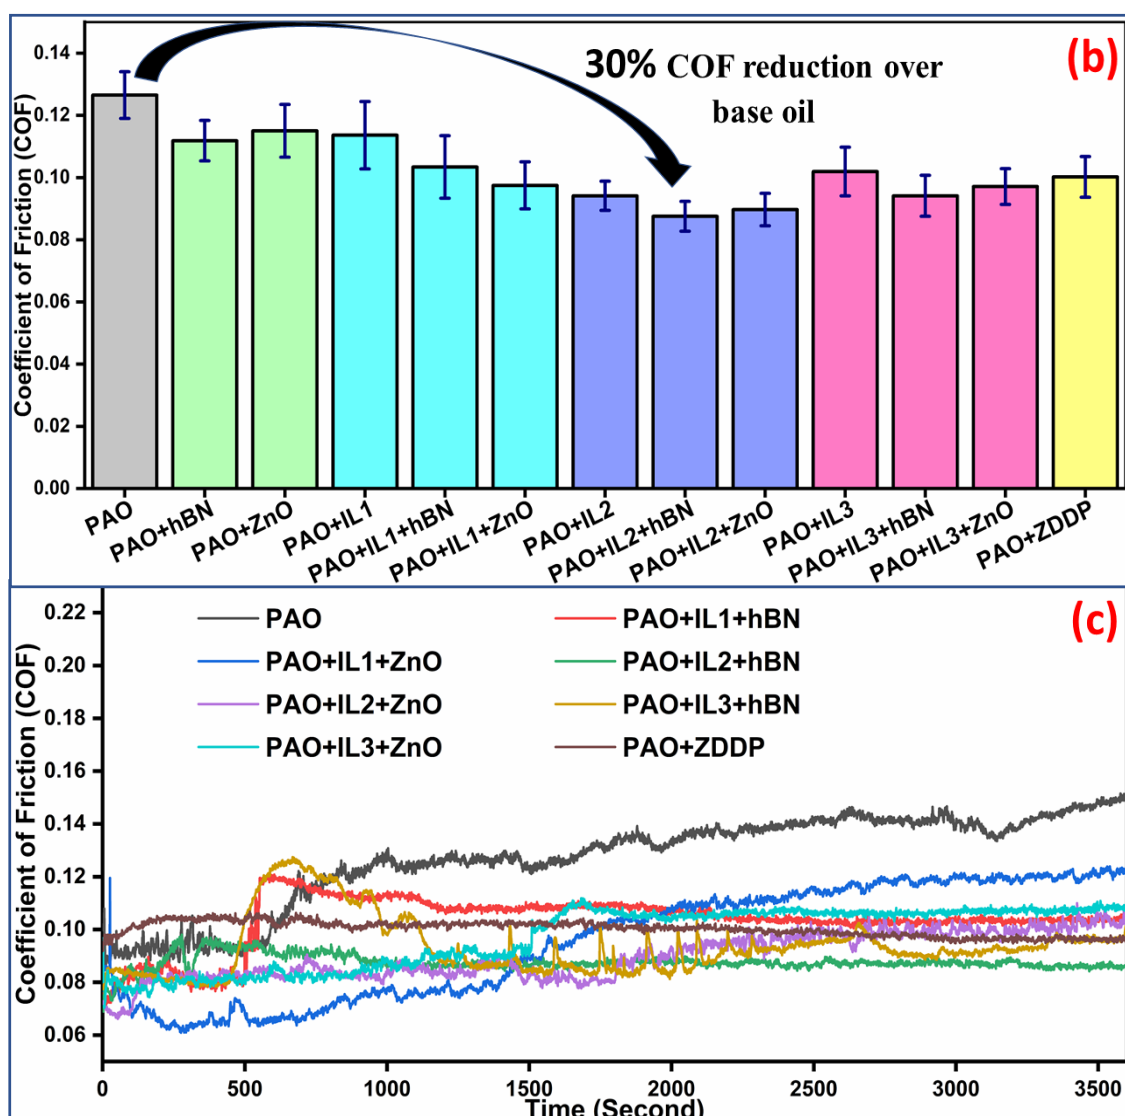 (b)
30% COF reduction over
base oil
Coefficient of Friction (COF)
0.14
0.12
0.10
0.08
0.06
0.04
0.02
0.00
PAO
PAO+hBN
PAO+ZnO
PAO+IL1
PAO+IL1+hBN
PAO+IL1+ZnO
PAO+IL2
PAO+IL2+hBN
PAO+IL2+ZnO
PAO+IL3
PAO+IL3+hBN
PAO+IL3+ZnO
PAO+ZDDP
(c)
Coefficient of Friction (COF)
0.22
0.20
0.18
0.16
0.14
0.12
0.10
0.08
0.06
PAO
PAO+IL1+hBN
PAO+IL1+ZnO
PAO+IL2+hBN
PAO+IL2+ZnO
PAO+IL3+hBN
PAO+IL3+ZnO
PAO+ZDDP
0
500
1000
1500
2000
2500
3000
3500
Time (Second)